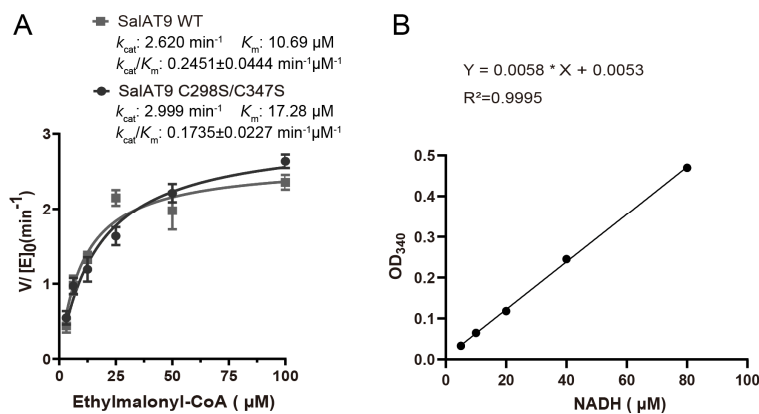 A
SalAT9 WT
kcat: 2.620 min⁻¹ Km: 10.69 µM
kcat/Km: 0.2451±0.0444 min⁻¹µM⁻¹
SalAT9 C298S/C347S
kcat: 2.999 min⁻¹ Km: 17.28 µM
kcat/Km: 0.1735±0.0227 min⁻¹µM⁻¹
V/ [E]0(min⁻¹)
3
2
1
0
0 25 50 75 100
Ethylmalonyl-CoA ( µM)
B
Y = 0.0058 * X + 0.0053
R²=0.9995
OD340
0.5
0.4
0.3
0.2
0.1
0.0
0 20 40 60 80 100
NADH ( µM)